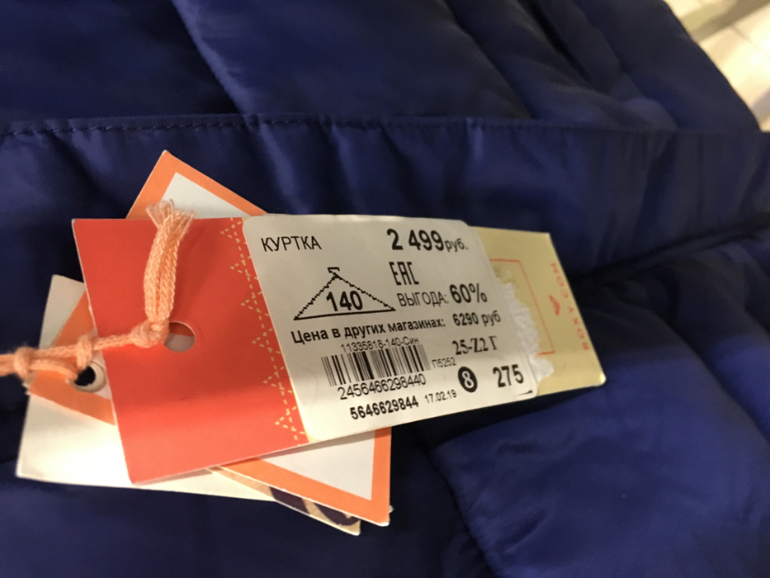 КУРТКА 2 499 руб.
ЕАС
140 ВЫГОДА: 60%
Цена в других магазинах: 6290 руб
11335818-140-Син
25-Z2 Г
2456466298440
8 275
5646629844 17.02.19